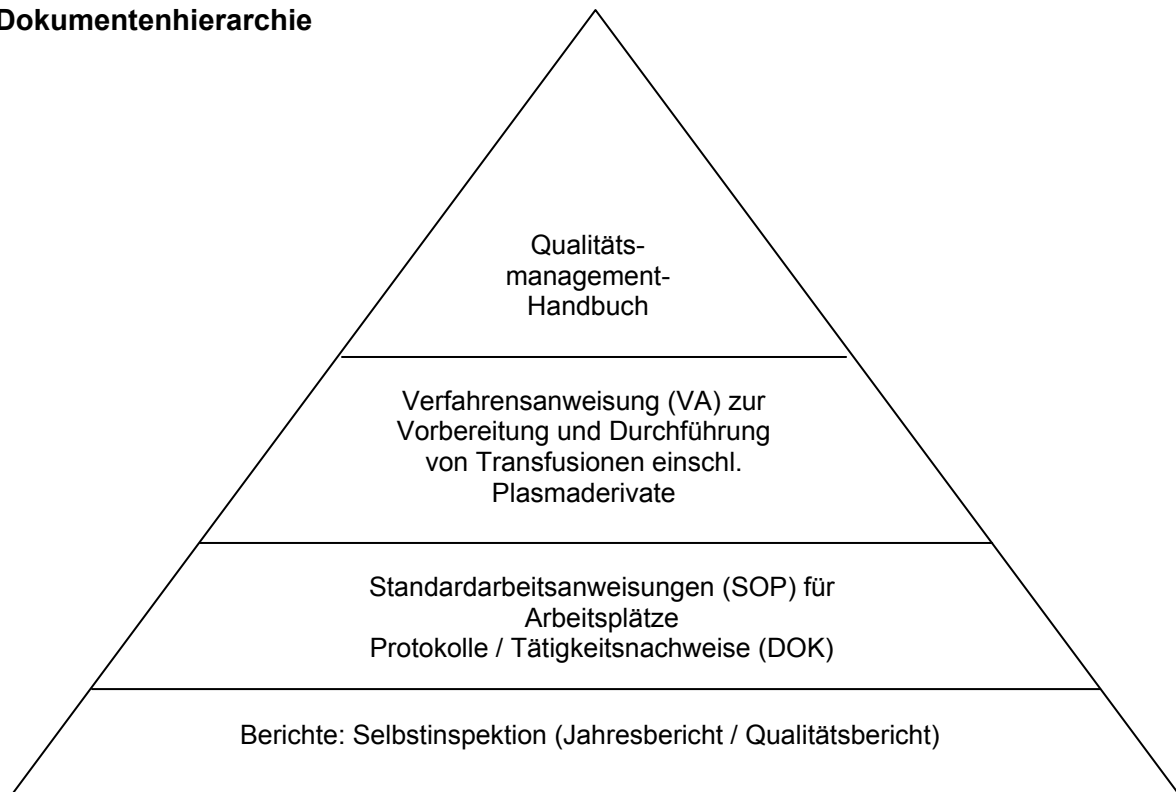 Dokumentenhierarchie
Qualitäts-
management-
Handbuch
Verfahrensanweisung (VA) zur
Vorbereitung und Durchführung
von Transfusionen einschl.
Plasmaderivate
Standardarbeitsanweisungen (SOP) für
Arbeitsplätze
Protokolle / Tätigkeitsnachweise (DOK)
Berichte: Selbstinspektion (Jahresbericht / Qualitätsbericht)